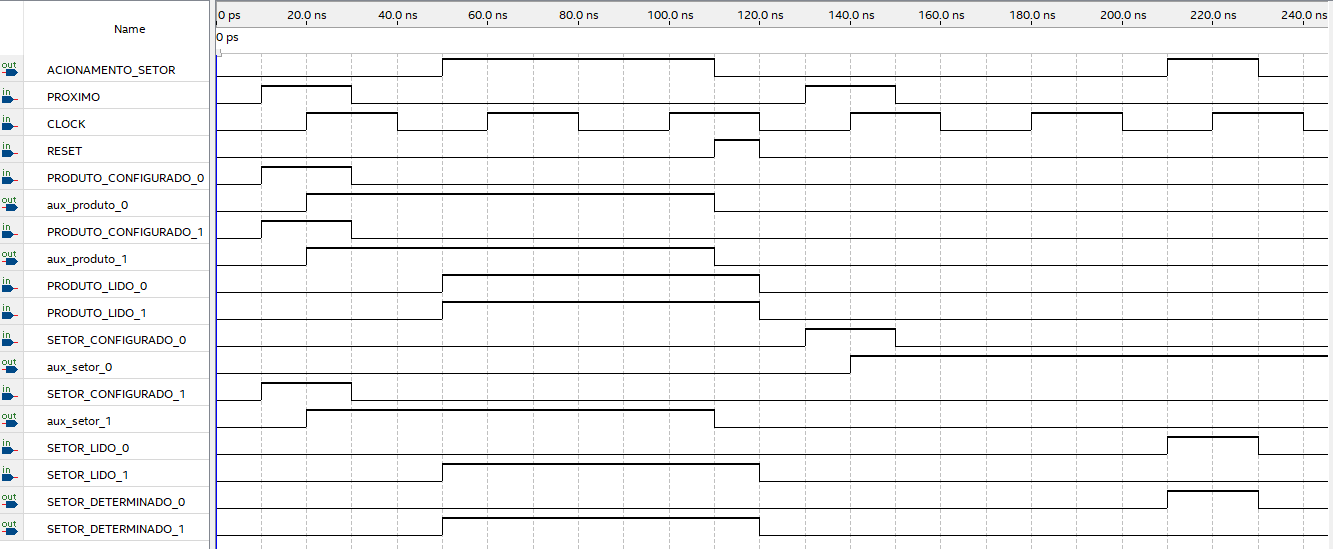 Name
0 ps 20.0 ns 40.0 ns 60.0 ns 80.0 ns 100.0 ns 120.0 ns 140.0 ns 160.0 ns 180.0 ns 200.0 ns 220.0 ns 240.0 ns
0 ps
out ACIONAMENTO_SETOR
in PROXIMO
in CLOCK
in RESET
in PRODUTO_CONFIGURADO_0
out aux_produto_0
in PRODUTO_CONFIGURADO_1
out aux_produto_1
in PRODUTO_LIDO_0
in PRODUTO_LIDO_1
in SETOR_CONFIGURADO_0
out aux_setor_0
in SETOR_CONFIGURADO_1
out aux_setor_1
in SETOR_LIDO_0
in SETOR_LIDO_1
out SETOR_DETERMINADO_0
out SETOR_DETERMINADO_1